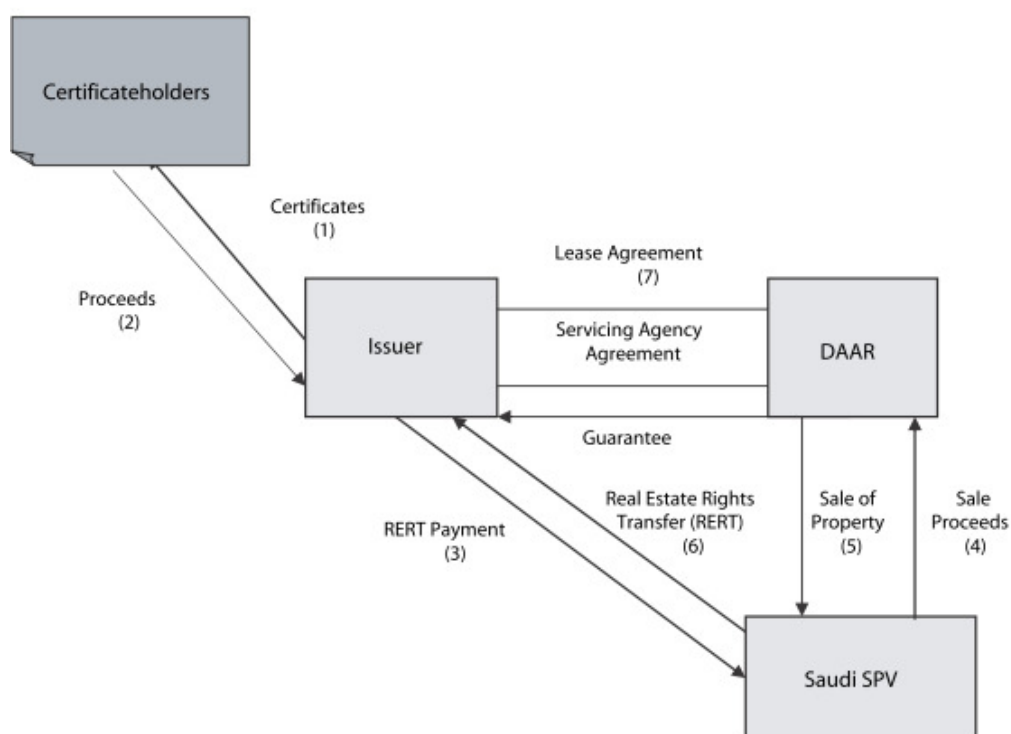 Certificateholders
Certificates
(1)
Proceeds
(2)
Issuer
Lease Agreement
(7)
Servicing Agency
Agreement
DAAR
Guarantee
RERT Payment
(3)
Real Estate Rights
Transfer (RERT)
(6)
Sale of
Property
(5)
Sale
Proceeds
(4)
Saudi SPV